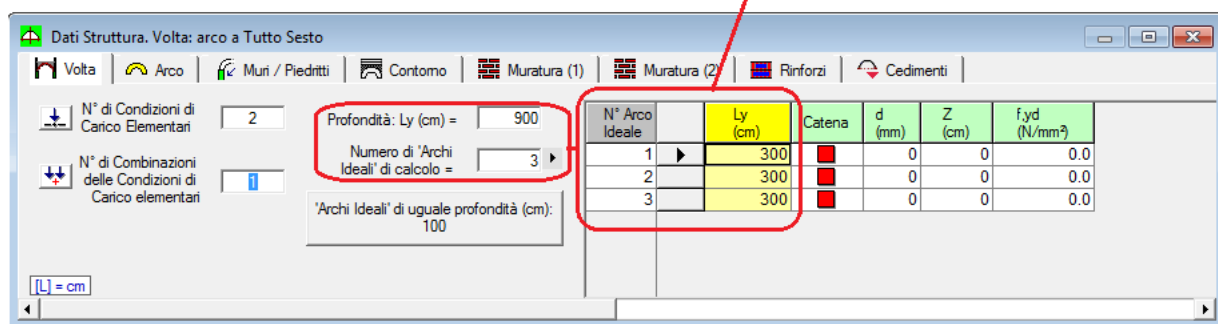 Dati Struttura. Volta: arco a Tutto Sesto
Volta Arco Muri / Piedritti Contorno Muratura (1) Muratura (2) Rinforzi Cedimenti
N° di Condizioni di
Carico Elementari 2
N° di Combinazioni
delle Condizioni di
Carico elementari 1
Profondità: Ly (cm) = 900
Numero di 'Archi
Ideali' di calcolo = 3
'Archi Ideali' di uguale profondità (cm):
100
N° Arco
Ideale Ly
(cm) Catena d
(mm) Z
(cm) f,yd
(N/mm²)
1 300 0 0 0.0
2 300 0 0 0.0
3 300 0 0 0.0
[L] = cm